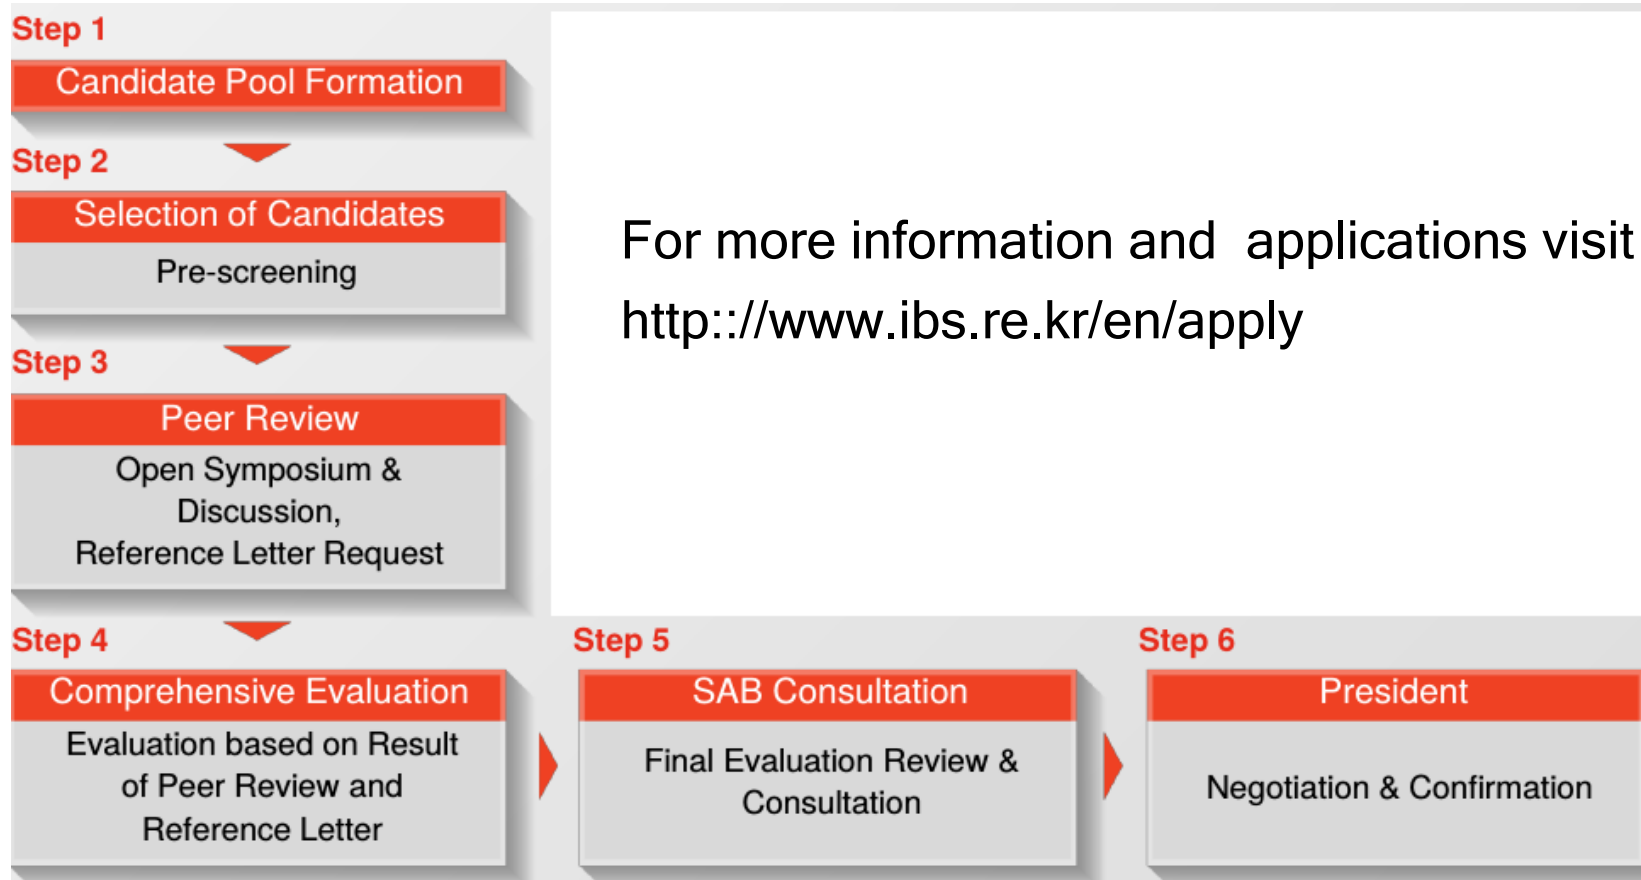 Step 1
Candidate Pool Formation
Step 2
Selection of Candidates
Pre-screening
Step 3
Peer Review
Open Symposium &
Discussion,
Reference Letter Request
For more information and  applications visit
http:://www.ibs.re.kr/en/apply
Step 4
Comprehensive Evaluation
Evaluation based on Result
of Peer Review and
Reference Letter
Step 5
SAB Consultation
Final Evaluation Review &
Consultation
Step 6
President
Negotiation & Confirmation